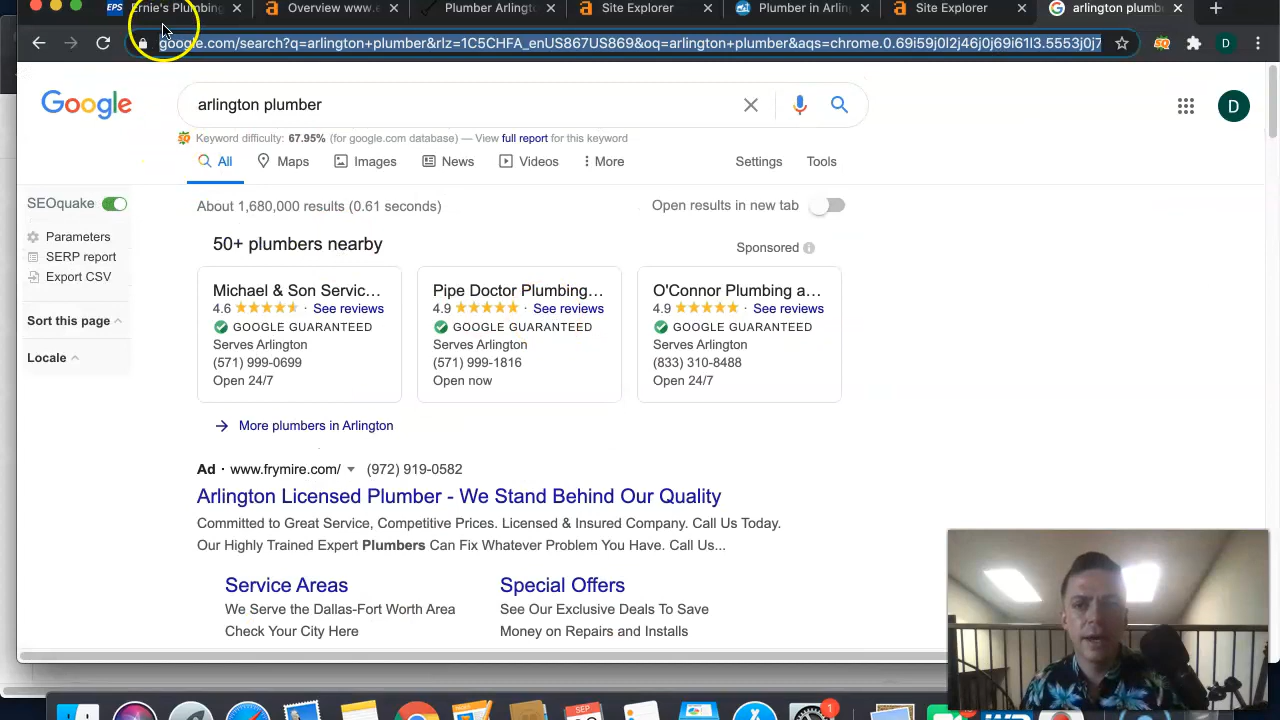 EPS Ernie's Plumbing
Overview www.e
Plumber Arlingt
Site Explorer
Plumber in Arlin
Site Explorer
arlington plumb
google.com/search?q=arlington+plumber&rlz=1C5CHFA_enUS867US869&oq=arlington+plumber&aqs=chrome.0.69i59j0l2j46j0j69i61l3.5553j0j7
D
Google
arlington plumber
D
Keyword difficulty: 67.95% (for google.com database) — View full report for this keyword
All
Maps
Images
News
Videos
More
Settings
Tools
SEOquake
Parameters
SERP report
Export CSV
Sort this page
Locale
About 1,680,000 results (0.61 seconds)
Open results in new tab
50+ plumbers nearby
Sponsored
Michael & Son Servic...
4.6 · See reviews
GOOGLE GUARANTEED
Serves Arlington
(571) 999-0699
Open 24/7
Pipe Doctor Plumbing...
4.9 · See reviews
GOOGLE GUARANTEED
Serves Arlington
(571) 999-1816
Open now
O'Connor Plumbing a...
4.9 · See reviews
GOOGLE GUARANTEED
Serves Arlington
(833) 310-8488
Open 24/7
More plumbers in Arlington
Ad · www.frymire.com/ (972) 919-0582
Arlington Licensed Plumber - We Stand Behind Our Quality
Committed to Great Service, Competitive Prices. Licensed & Insured Company. Call Us Today.
Our Highly Trained Expert Plumbers Can Fix Whatever Problem You Have. Call Us...
Service Areas
We Serve the Dallas-Fort Worth Area
Check Your City Here
Special Offers
See Our Exclusive Deals To Save
Money on Repairs and Installs
SEP
1